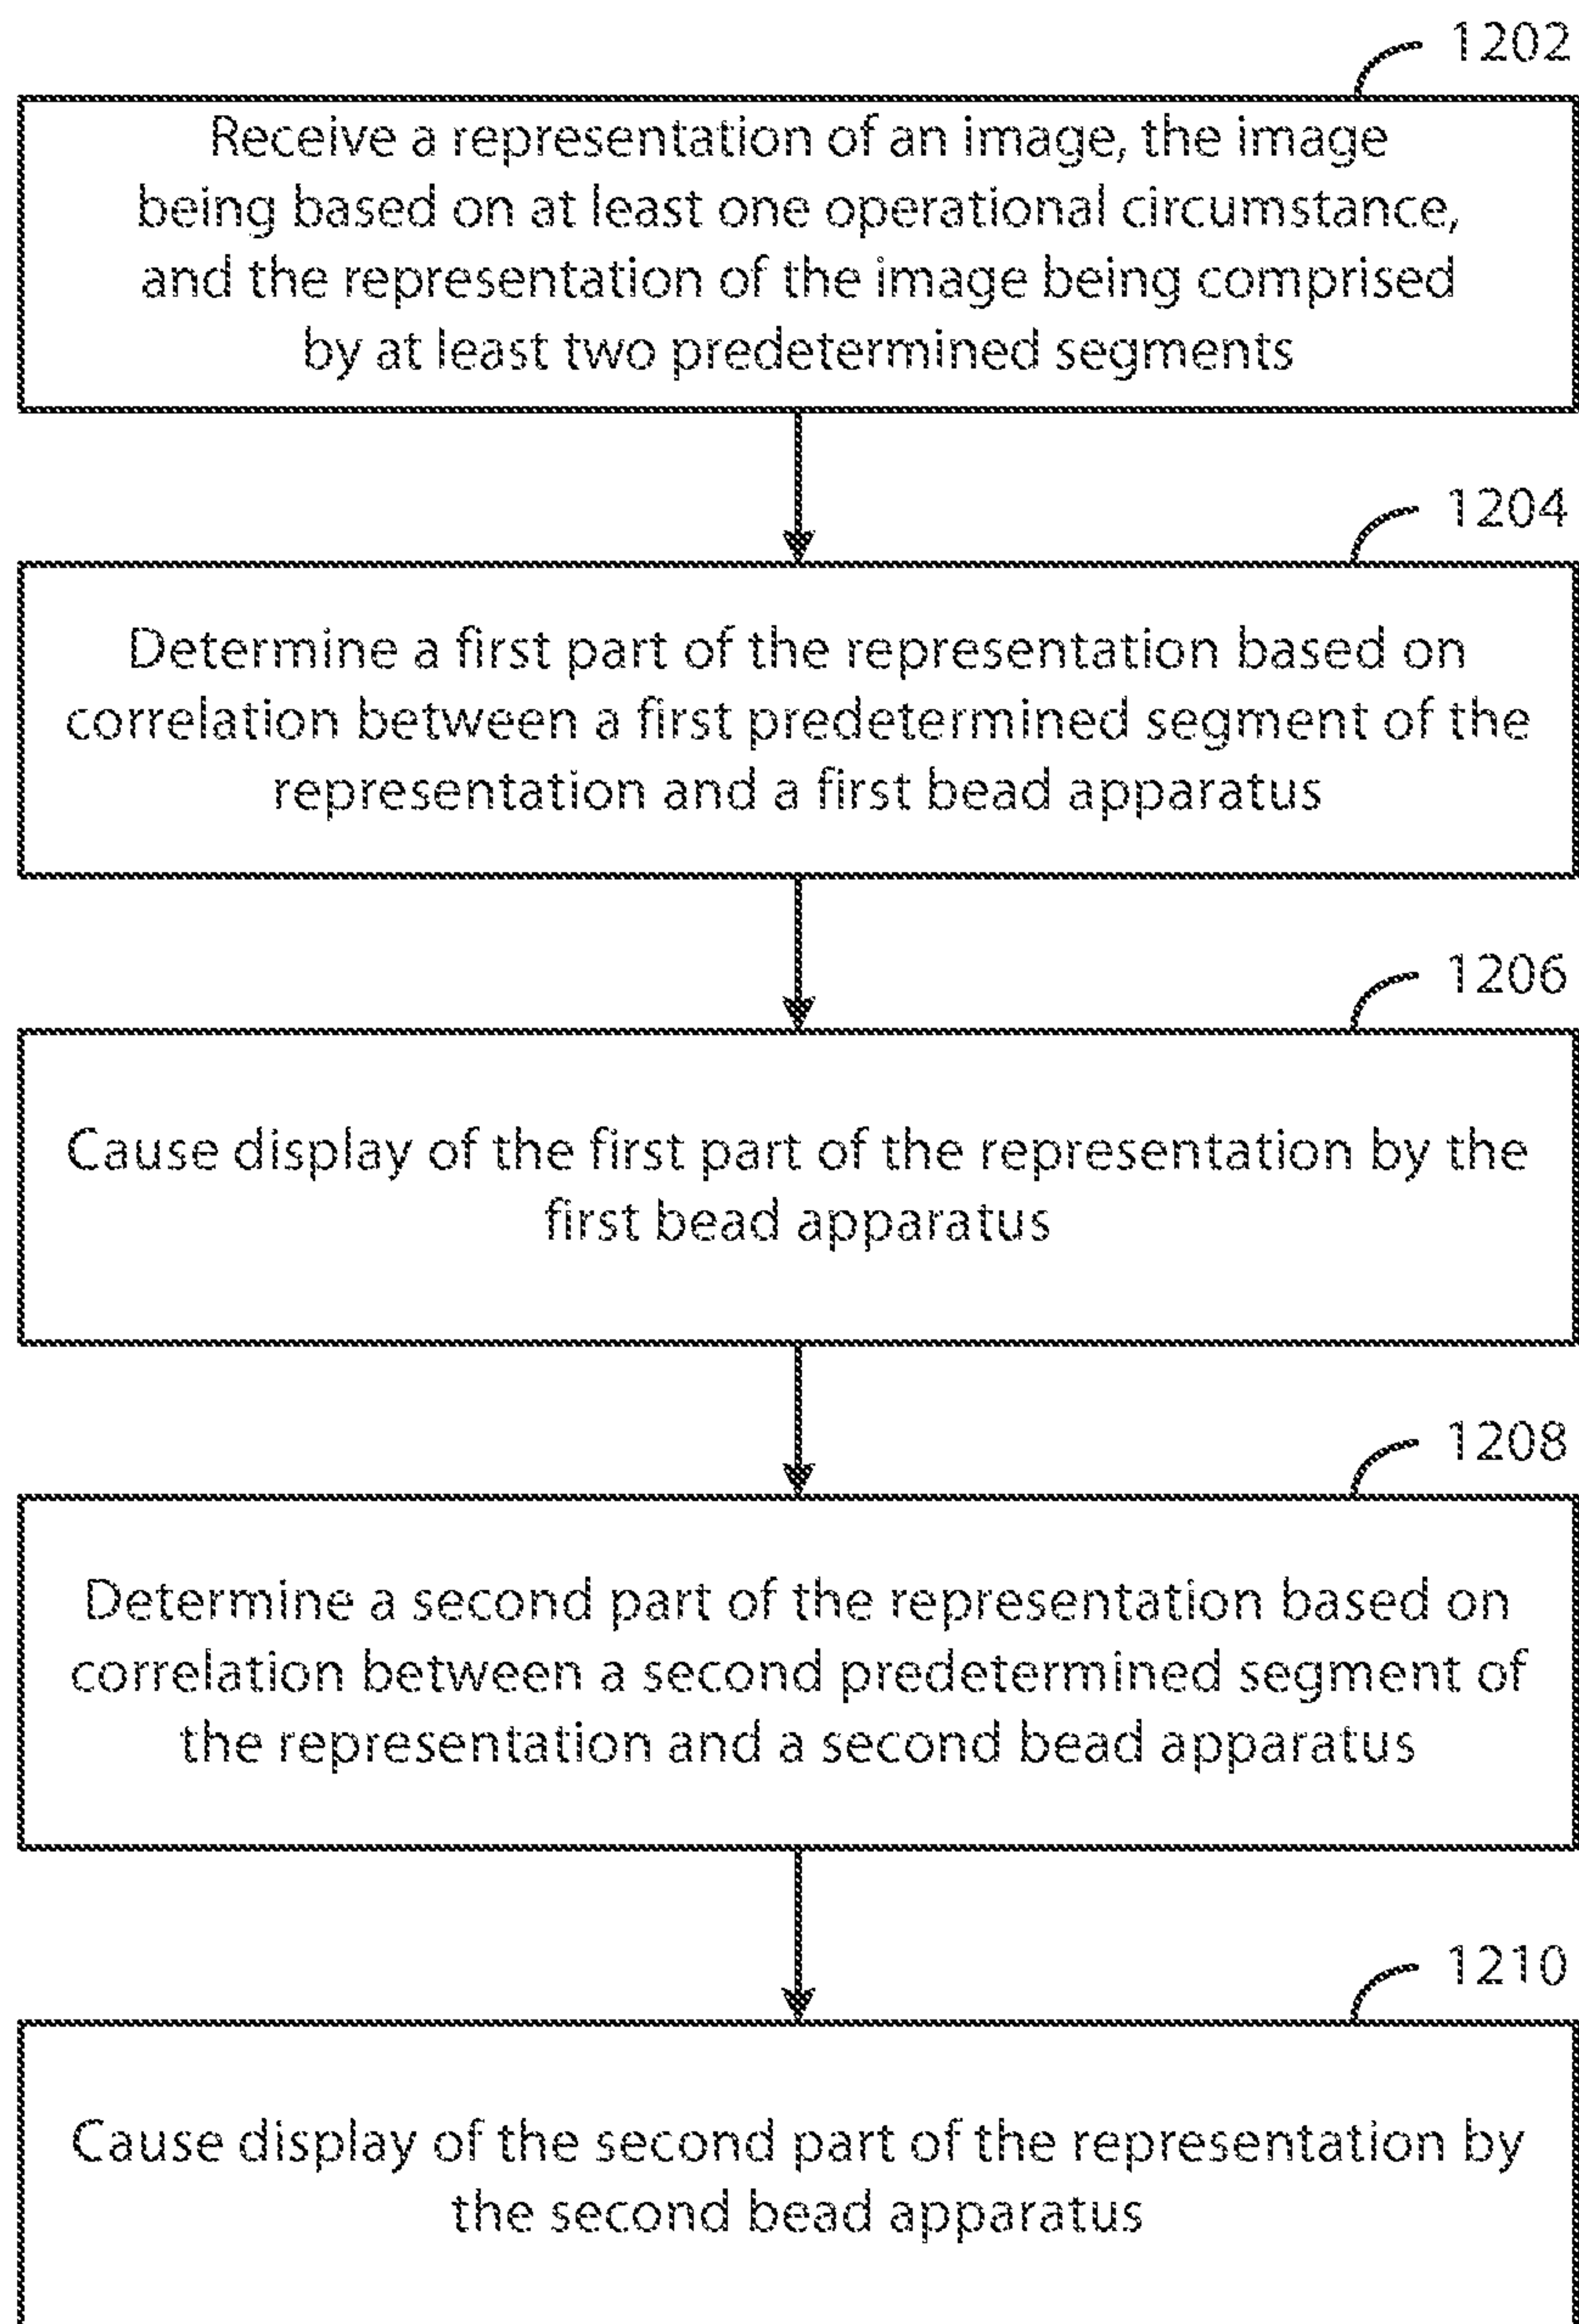 1202
Receive a representation of an image, the image
being based on at least one operational circumstance,
and the representation of the image being comprised
by at least two predetermined segments
1204
Determine a first part of the representation based on
correlation between a first predetermined segment of the
representation and a first bead apparatus
1206
Cause display of the first part of the representation by the
first bead apparatus
1208
Determine a second part of the representation based on
correlation between a second predetermined segment of
the representation and a second bead apparatus
1210
Cause display of the second part of the representation by
the second bead apparatus